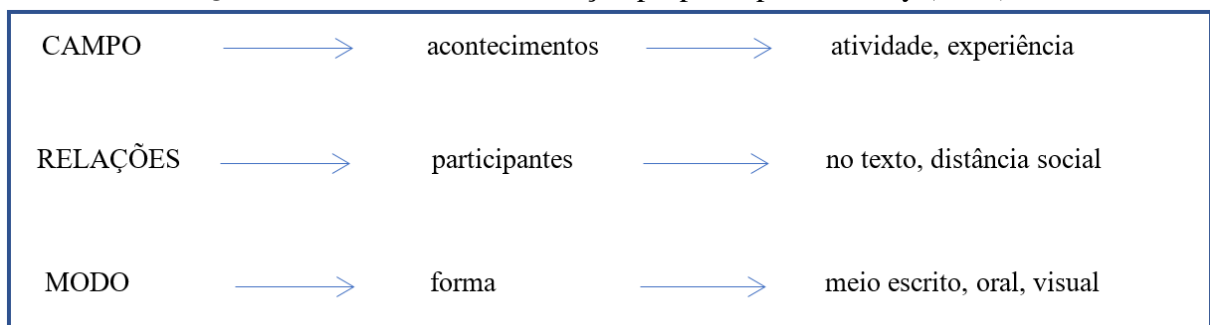 CAMPO acontecimentos atividade, experiência
RELAÇÕES participantes no texto, distância social
MODO forma meio escrito, oral, visual